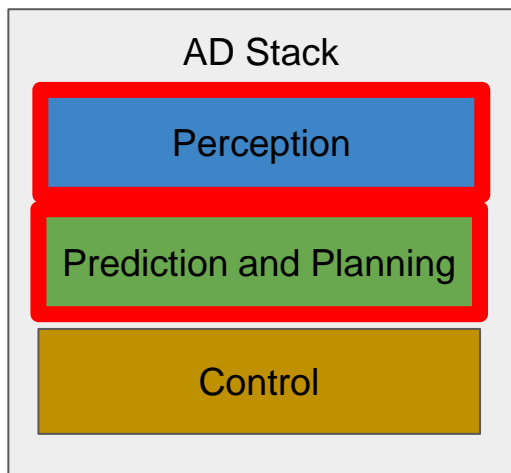 AD Stack
Perception
Prediction and Planning
Control